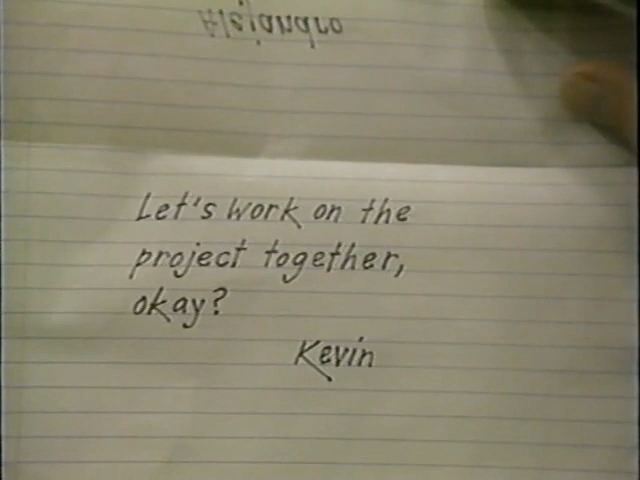 Alejandro
Let's work on the
project together,
okay?
Kevin